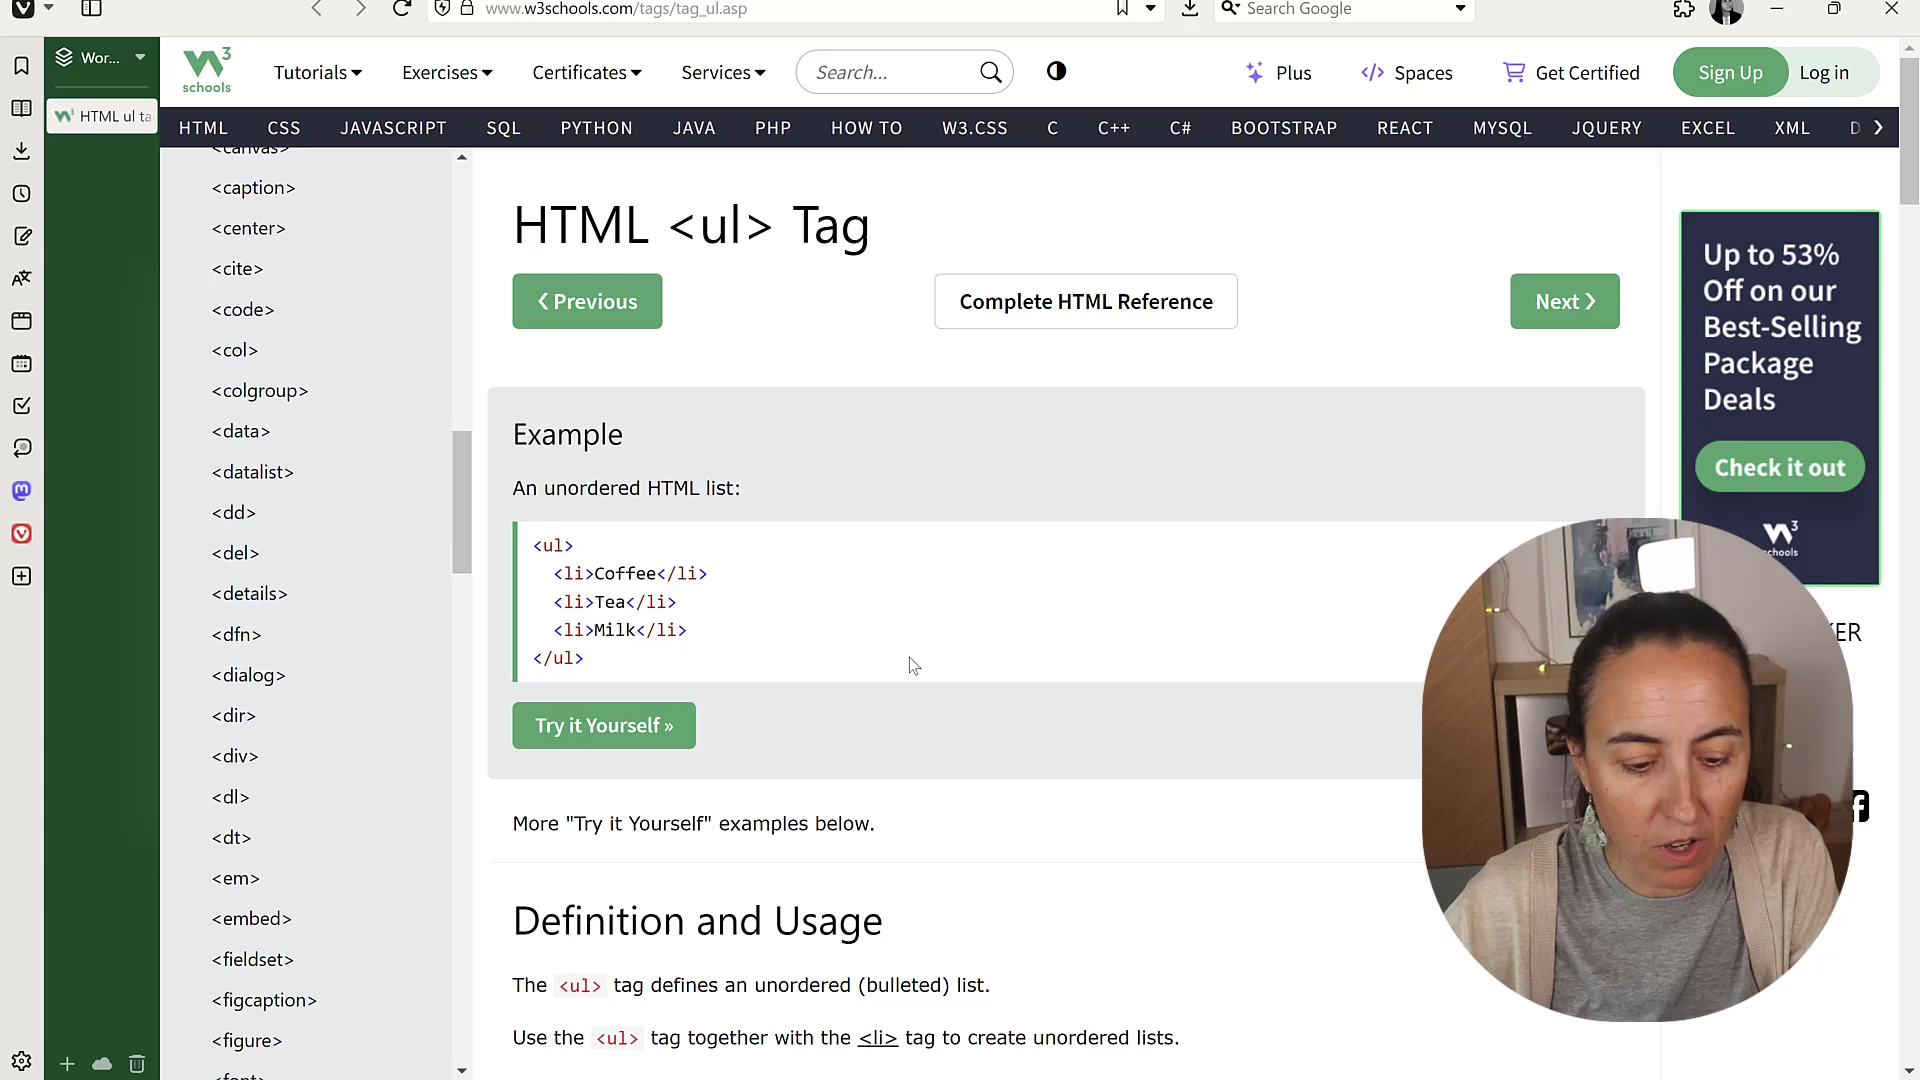 www.w3schools.com/tags/tag_ul.asp
Search Google
Wor...
HTML ul ta
schools
Tutorials
Exercises
Certificates
Services
Search...
Plus
Spaces
Get Certified
Sign Up
Log in
HTML
CSS
JAVASCRIPT
SQL
PYTHON
JAVA
PHP
HOW TO
W3.CSS
C
C++
C#
BOOTSTRAP
REACT
MYSQL
JQUERY
EXCEL
XML
D
<canvas>
<caption>
<center>
<cite>
<code>
<col>
<colgroup>
<data>
<datalist>
<dd>
<del>
<details>
<dfn>
<dialog>
<dir>
<div>
<dl>
<dt>
<em>
<embed>
<fieldset>
<figcaption>
<figure>
HTML <ul> Tag
❮ Previous
Complete HTML Reference
Next ❯
Example
An unordered HTML list:
<ul>
<li>Coffee</li>
<li>Tea</li>
<li>Milk</li>
</ul>
Try it Yourself »
More "Try it Yourself" examples below.
Definition and Usage
The <ul> tag defines an unordered (bulleted) list.
Use the <ul> tag together with the <li> tag to create unordered lists.
Up to 53%
Off on our
Best-Selling
Package
Deals
Check it out